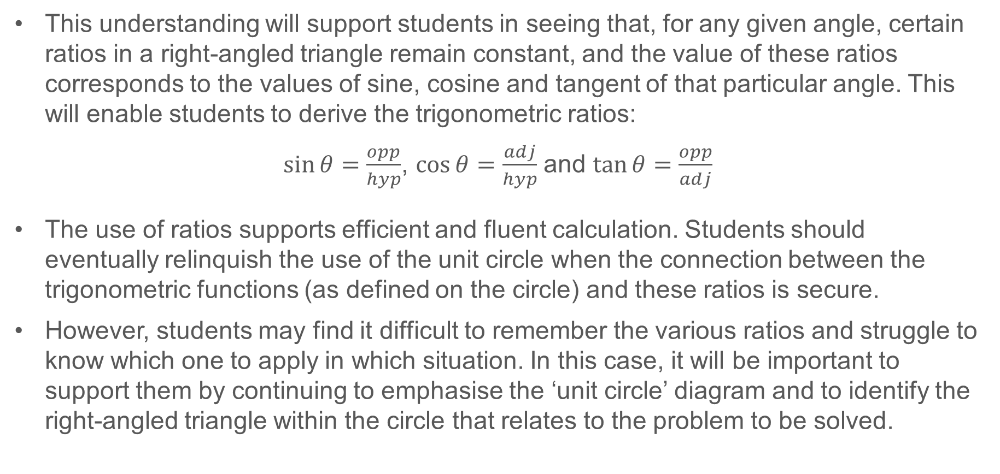 • This understanding will support students in seeing that, for any given angle, certain
ratios in a right-angled triangle remain constant, and the value of these ratios
corresponds to the values of sine, cosine and tangent of that particular angle. This
will enable students to derive the trigonometric ratios:
sin θ = opp/hyp, cos θ = adj/hyp and tan θ = opp/adj
• The use of ratios supports efficient and fluent calculation. Students should
eventually relinquish the use of the unit circle when the connection between the
trigonometric functions (as defined on the circle) and these ratios is secure.
• However, students may find it difficult to remember the various ratios and struggle to
know which one to apply in which situation. In this case, it will be important to
support them by continuing to emphasise the ‘unit circle’ diagram and to identify the
right-angled triangle within the circle that relates to the problem to be solved.